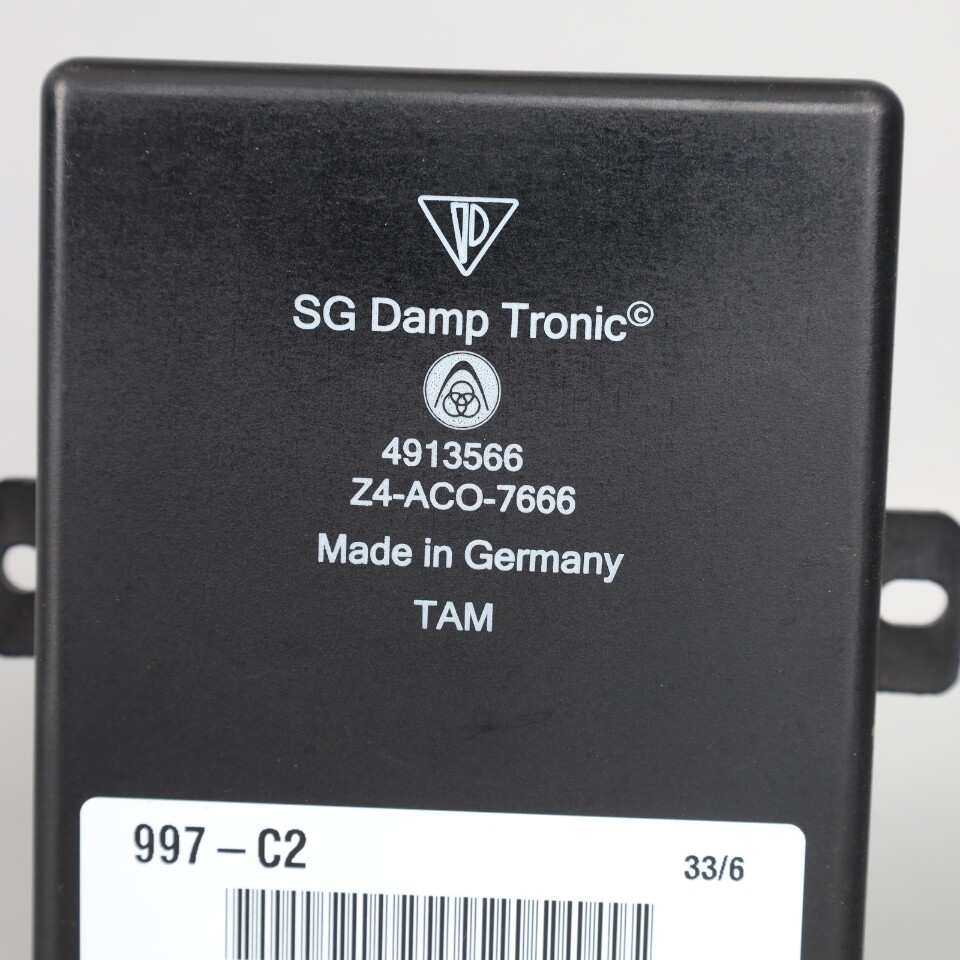 SG Damp Tronic©
4913566
Z4-ACO-7666
Made in Germany
TAM
997-C2
33/6